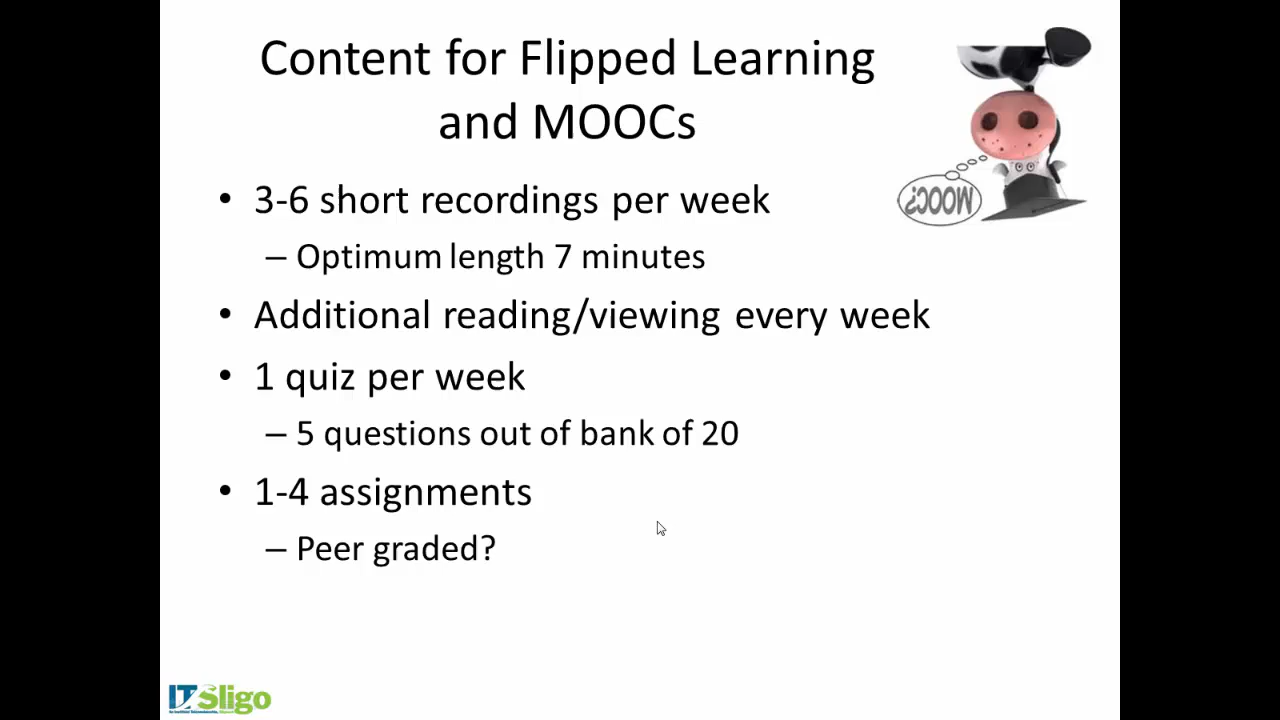 Content for Flipped Learning
and MOOCs
MOOC?
• 3-6 short recordings per week
– Optimum length 7 minutes
• Additional reading/viewing every week
• 1 quiz per week
– 5 questions out of bank of 20
• 1-4 assignments
– Peer graded?
IT Sligo